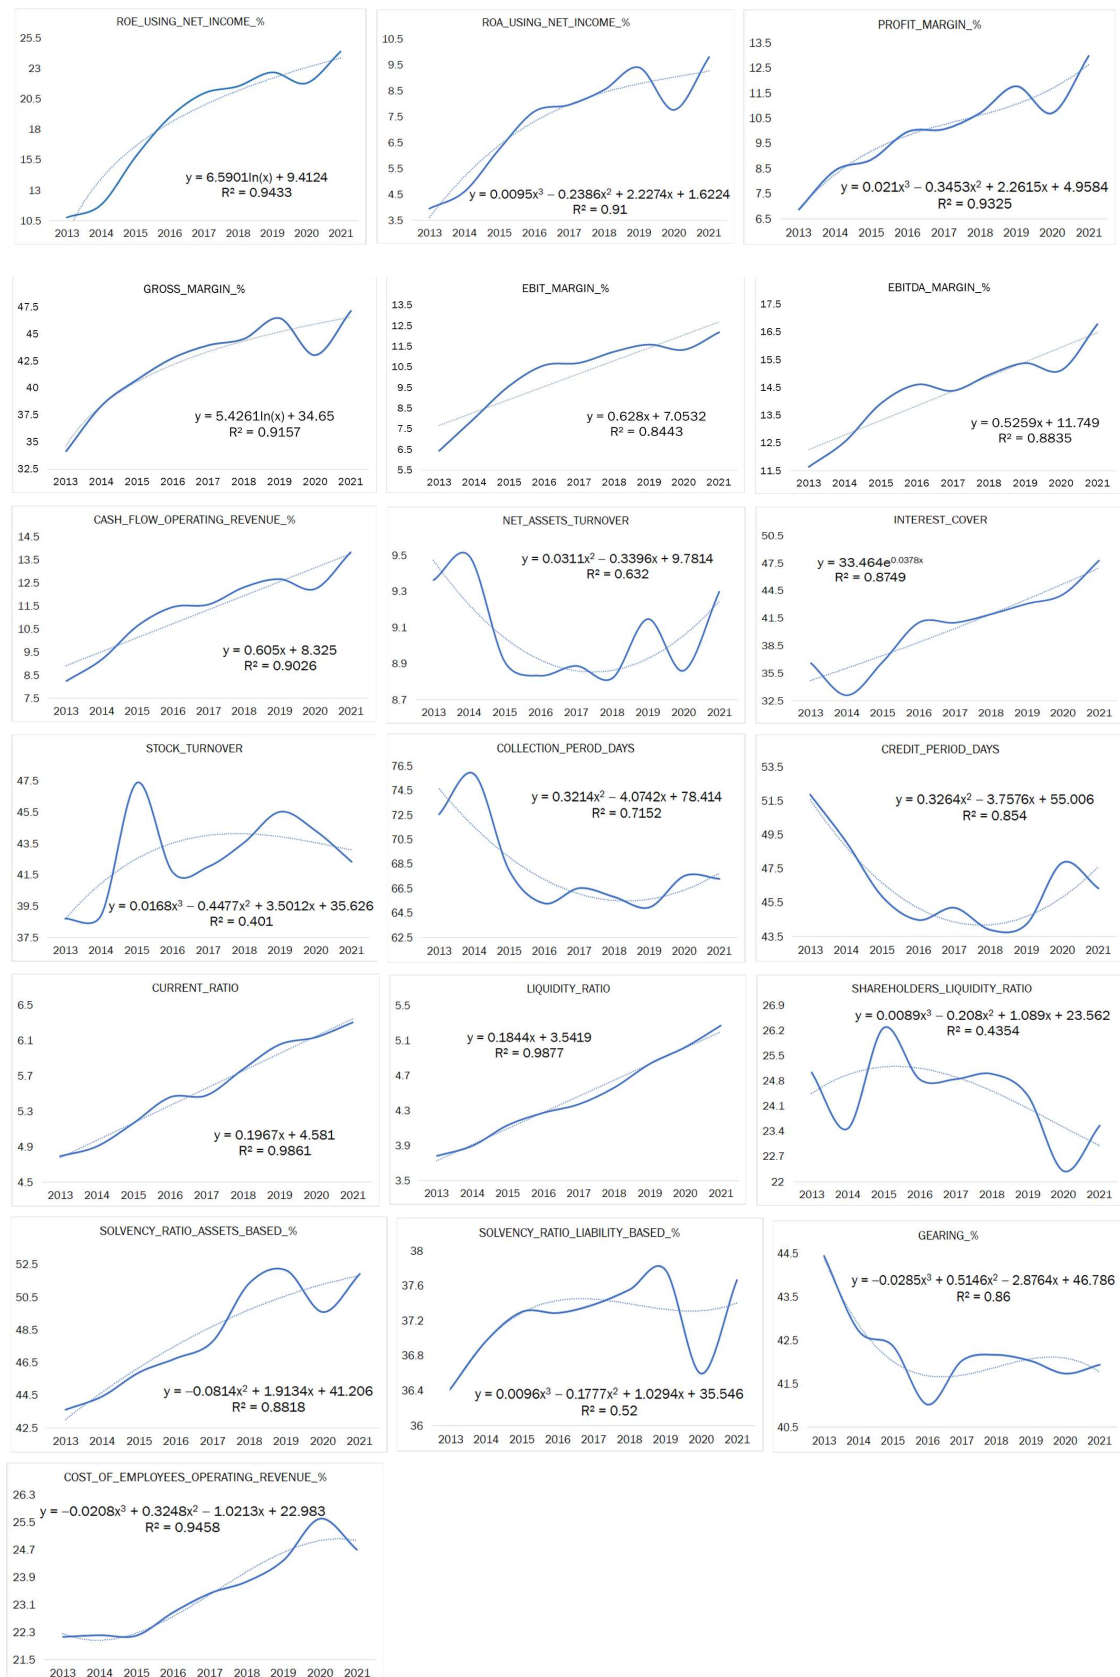 ROE_USING_NET_INCOME_%
25.5
23
20.5
18
15.5
13
10.5
y = 6.5901ln(x) + 9.4124
R² = 0.9433
2013 2014 2015 2016 2017 2018 2019 2020 2021
ROA_USING_NET_INCOME_%
10.5
9.5
8.5
7.5
6.5
5.5
4.5
3.5
y = 0.0095x³ − 0.2386x² + 2.2274x + 1.6224
R² = 0.91
2013 2014 2015 2016 2017 2018 2019 2020 2021
PROFIT_MARGIN_%
13.5
12.5
11.5
10.5
9.5
8.5
7.5
6.5
y = 0.021x³ − 0.3453x² + 2.2615x + 4.9584
R² = 0.9325
2013 2014 2015 2016 2017 2018 2019 2020 2021
GROSS_MARGIN_%
47.5
45
42.5
40
37.5
35
32.5
y = 5.4261ln(x) + 34.65
R² = 0.9157
2013 2014 2015 2016 2017 2018 2019 2020 2021
EBIT_MARGIN_%
13.5
12.5
11.5
10.5
9.5
8.5
7.5
6.5
5.5
y = 0.628x + 7.0532
R² = 0.8443
2013 2014 2015 2016 2017 2018 2019 2020 2021
EBITDA_MARGIN_%
17.5
16.5
15.5
14.5
13.5
12.5
11.5
y = 0.5259x + 11.749
R² = 0.8835
2013 2014 2015 2016 2017 2018 2019 2020 2021
CASH_FLOW_OPERATING_REVENUE_%
14.5
13.5
12.5
11.5
10.5
9.5
8.5
7.5
y = 0.605x + 8.325
R² = 0.9026
2013 2014 2015 2016 2017 2018 2019 2020 2021
NET_ASSETS_TURNOVER
9.5
9.3
9.1
8.9
8.7
y = 0.0311x² − 0.3396x + 9.7814
R² = 0.632
2013 2014 2015 2016 2017 2018 2019 2020 2021
INTEREST_COVER
50.5
47.5
44.5
41.5
38.5
35.5
32.5
y = 33.464e^0.0378x
R² = 0.8749
2013 2014 2015 2016 2017 2018 2019 2020 2021
STOCK_TURNOVER
47.5
45.5
43.5
41.5
39.5
37.5
y = 0.0168x³ − 0.4477x² + 3.5012x + 35.626
R² = 0.401
2013 2014 2015 2016 2017 2018 2019 2020 2021
COLLECTION_PEROD_DAYS
76.5
74.5
72.5
70.5
68.5
66.5
64.5
62.5
y = 0.3214x² − 4.0742x + 78.414
R² = 0.7152
2013 2014 2015 2016 2017 2018 2019 2020 2021
CREDIT_PERIOD_DAYS
53.5
51.5
49.5
47.5
45.5
43.5
y = 0.3264x² − 3.7576x + 55.006
R² = 0.854
2013 2014 2015 2016 2017 2018 2019 2020 2021
CURRENT_RATIO
6.5
6.1
5.7
5.3
4.9
4.5
y = 0.1967x + 4.581
R² = 0.9861
2013 2014 2015 2016 2017 2018 2019 2020 2021
LIQUIDITY_RATIO
5.5
5.1
4.7
4.3
3.9
3.5
y = 0.1844x + 3.5419
R² = 0.9877
2013 2014 2015 2016 2017 2018 2019 2020 2021
SHAREHOLDERS_LIQUIDITY_RATIO
26.9
26.2
25.5
24.8
24.1
23.4
22.7
22
y = 0.0089x³ − 0.208x² + 1.089x + 23.562
R² = 0.4354
2013 2014 2015 2016 2017 2018 2019 2020 2021
SOLVENCY_RATIO_ASSETS_BASED_%
52.5
50.5
48.5
46.5
44.5
42.5
y = −0.0814x² + 1.9134x + 41.206
R² = 0.8818
2013 2014 2015 2016 2017 2018 2019 2020 2021
SOLVENCY_RATIO_LIABILITY_BASED_%
38
37.6
37.2
36.8
36.4
36
y = 0.0096x³ − 0.1777x² + 1.0294x + 35.546
R² = 0.52
2013 2014 2015 2016 2017 2018 2019 2020 2021
GEARING_%
44.5
43.5
42.5
41.5
40.5
y = −0.0285x³ + 0.5146x² − 2.8764x + 46.786
R² = 0.86
2013 2014 2015 2016 2017 2018 2019 2020 2021
COST_OF_EMPLOYEES_OPERATING_REVENUE_%
26.3
25.5
24.7
23.9
23.1
22.3
21.5
y = −0.0208x³ + 0.3248x² − 1.0213x + 22.983
R² = 0.9458
2013 2014 2015 2016 2017 2018 2019 2020 2021